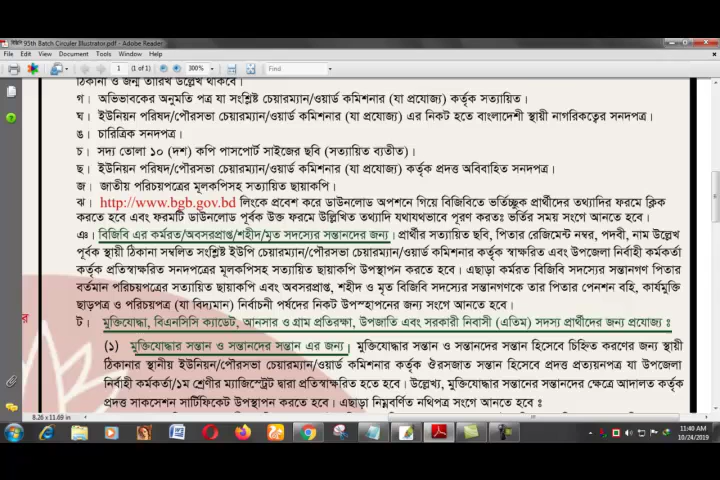 95th Batch Circuler Illustrator.pdf - Adobe Reader
File Edit View Document Tools Window Help
1 (1 of 1) 300% Find
ঠিকানা ও জন্ম তারিখ উল্লেখ থাকবে।
গ। অভিভাবকের অনুমতি পত্র যা সংশ্লিষ্ট চেয়ারম্যান/ওয়ার্ড কমিশনার (যা প্রযোজ্য) কর্তৃক সত্যায়িত।
ঘ। ইউনিয়ন পরিষদ/পৌরসভা চেয়ারম্যান/ওয়ার্ড কমিশনার (যা প্রযোজ্য) এর নিকট হতে বাংলাদেশী স্থায়ী নাগরিকত্বের সনদপত্র।
ঙ। চারিত্রিক সনদপত্র।
চ। সদ্য তোলা ১০ (দশ) কপি পাসপোর্ট সাইজের ছবি (সত্যায়িত ব্যতীত)।
ছ। ইউনিয়ন পরিষদ/পৌরসভা চেয়ারম্যান/ওয়ার্ড কমিশনার (যা প্রযোজ্য) কর্তৃক প্রদত্ত অবিবাহিত সনদপত্র।
জ। জাতীয় পরিচয়পত্রের মূলকপিসহ সত্যায়িত ছায়াকপি।
ঝ। http://www.bgb.gov.bd লিংকে প্রবেশ করে ডাউনলোড অপশনে গিয়ে বিজিবিতে ভর্তিচ্ছুক প্রার্থীদের তথ্যাদির ফরমে ক্লিক
করতে হবে এবং ফরমটি ডাউনলোড পূর্বক উক্ত ফরমে উল্লিখিত তথ্যাদি যথাযথভাবে পূরণ করতঃ ভর্তির সময় সংগে আনতে হবে।
ঞ। বিজিবি এর কর্মরত/অবসরপ্রাপ্ত/শহীদ/মৃত সদস্যের সন্তানদের জন্য। প্রার্থীর সত্যায়িত ছবি, পিতার রেজিমেন্ট নম্বর, পদবী, নাম উল্লেখ
পূর্বক স্থায়ী ঠিকানা সম্বলিত সংশ্লিষ্ট ইউপি চেয়ারম্যান/পৌরসভা চেয়ারম্যান/ওয়ার্ড কমিশনার কর্তৃক স্বাক্ষরিত এবং উপজেলা নির্বাহী কর্মকর্তা
কর্তৃক প্রতিস্বাক্ষরিত সনদপত্রের মূলকপিসহ সত্যায়িত ছায়াকপি উপস্থাপন করতে হবে। এছাড়া কর্মরত বিজিবি সদস্যের সন্তানগণ পিতার
বর্তমান পরিচয়পত্রের সত্যায়িত ছায়াকপি এবং অবসরপ্রাপ্ত, শহীদ ও মৃত বিজিবি সদস্যের সন্তানগণকে তার পিতার পেনশন বহি, কার্যমুক্তি
ছাড়পত্র ও পরিচয়পত্র (যা বিদ্যমান) নির্বাচনী পর্ষদের নিকট উপস্হাপনের জন্য সংগে আনতে হবে।
ট। মুক্তিযোদ্ধা, বিএনসিসি ক্যাডেট, আনসার ও গ্রাম প্রতিরক্ষা, উপজাতি এবং সরকারী নিবাসী (এতিম) সদস্য প্রার্থীদের জন্য প্রযোজ্য ঃ
(১) মুক্তিযোদ্ধার সন্তান ও সন্তানদের সন্তান এর জন্য। মুক্তিযোদ্ধার সন্তান ও সন্তানদের সন্তান হিসেবে চিহ্নিত করণের জন্য স্থায়ী
ঠিকানার স্থানীয় ইউনিয়ন/পৌরসভা চেয়ারম্যান/ওয়ার্ড কমিশনার কর্তৃক ঔরসজাত সন্তান হিসেবে প্রদত্ত প্রত্যয়নপত্র যা উপজেলা
নির্বাহী কর্মকর্তা/১ম শ্রেণীর ম্যাজিস্ট্রেট দ্বারা প্রতিস্বাক্ষরিত হতে হবে। উল্লেখ্য, মুক্তিযোদ্ধার সন্তানের সন্তানদের ক্ষেত্রে আদালত কর্তৃক
প্রদত্ত সাকসেশন সার্টিফিকেট উপস্থাপন করতে হবে। এছাড়া নিম্নবর্ণিত নথিপত্র সংগে আনতে হবে ঃ
8.26 x 11.69 in
11:40 AM
10/24/2019